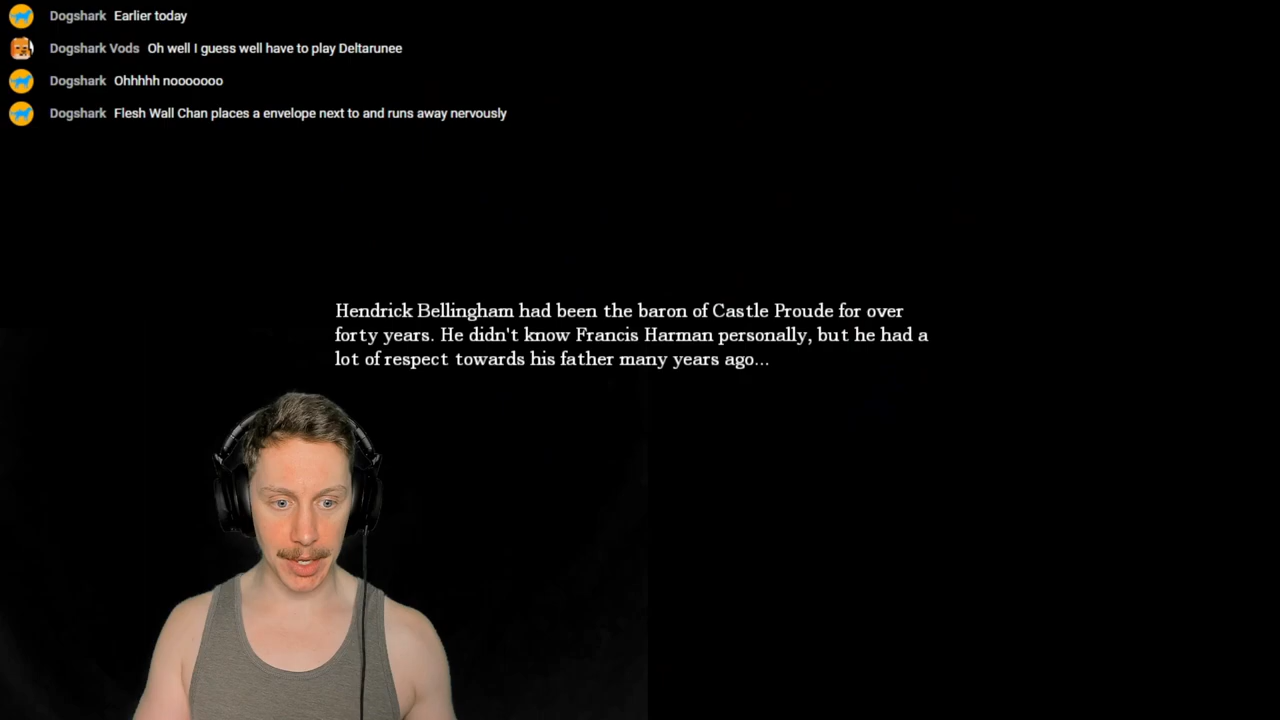 Dogshark Earlier today
Dogshark Vods Oh well I guess well have to play Deltarunee
Dogshark Ohhhhh nooooooo
Dogshark Flesh Wall Chan places a envelope next to and runs away nervously
Hendrick Bellingham had been the baron of Castle Proude for over
forty years. He didn't know Francis Harman personally, but he had a
lot of respect towards his father many years ago...